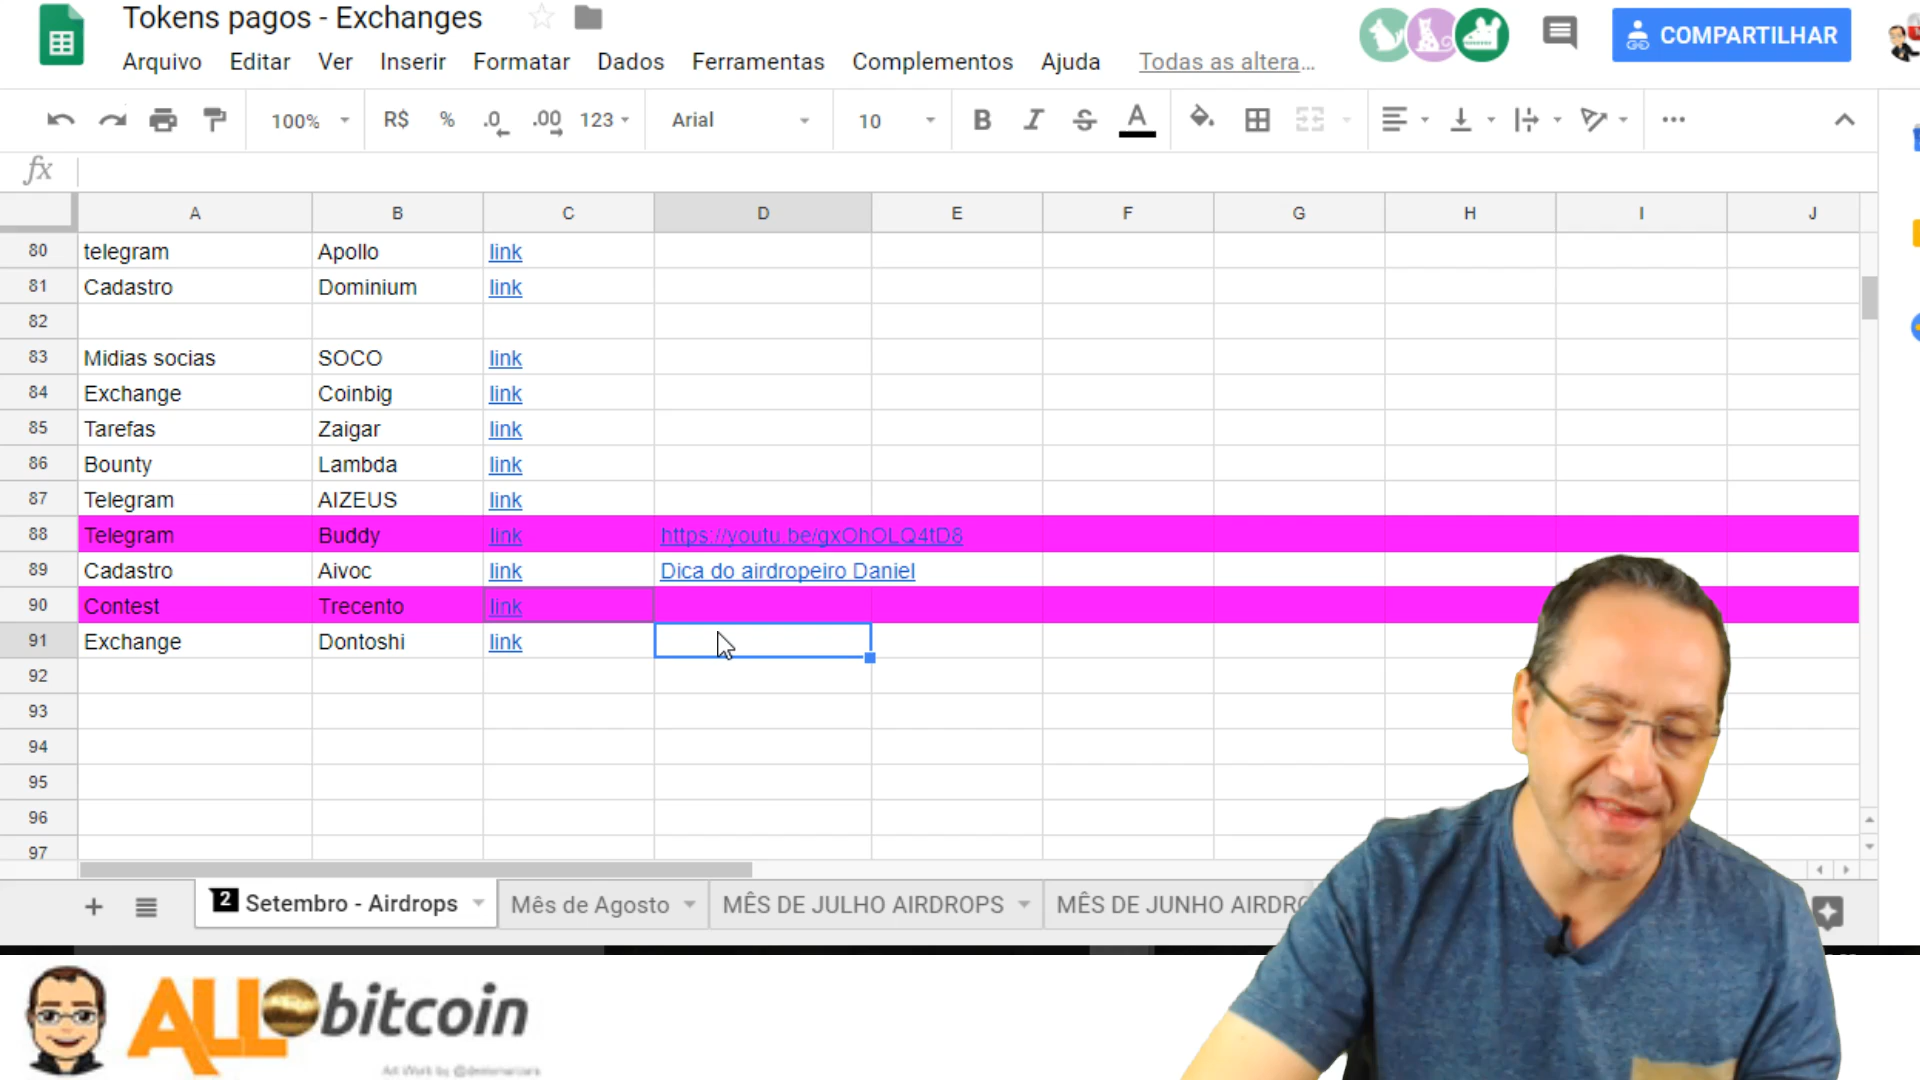 Tokens pagos - Exchanges
COMPARTILHAR
Arquivo Editar Ver Inserir Formatar Dados Ferramentas Complementos Ajuda Todas as altera...
100% R$ % .0 .00 123 Arial 10 B I S A
fx
A B C D E F G H I J
80 telegram Apollo link
81 Cadastro Dominium link
82
83 Midias socias SOCO link
84 Exchange Coinbig link
85 Tarefas Zaigar link
86 Bounty Lambda link
87 Telegram AIZEUS link
88 Telegram Buddy link https://youtu.be/gxOhOLQ4tD8
89 Cadastro Aivoc link Dica do airdropeiro Daniel
90 Contest Trecento link
91 Exchange Dontoshi link
92
93
94
95
96
97
2 Setembro - Airdrops Mês de Agosto MÊS DE JULHO AIRDROPS MÊS DE JUNHO AIRDRO
ALLObitcoin
Art Work by